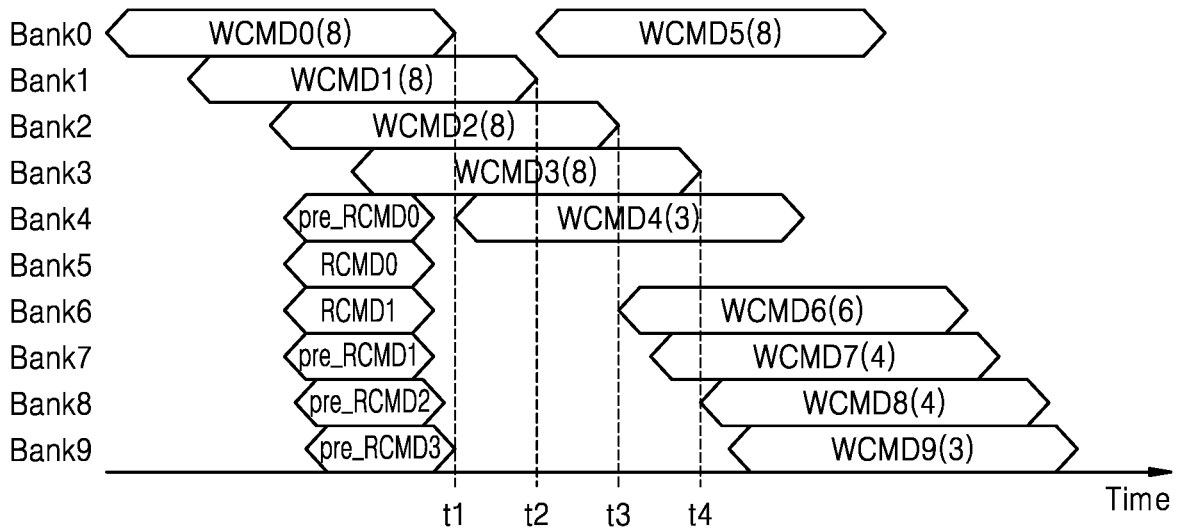 Bank0 WCMD0(8) WCMD5(8)
Bank1 WCMD1(8)
Bank2 WCMD2(8)
Bank3 WCMD3(8)
Bank4 pre_RCMD0 WCMD4(3)
Bank5 RCMD0
Bank6 RCMD1 WCMD6(6)
Bank7 pre_RCMD1 WCMD7(4)
Bank8 pre_RCMD2 WCMD8(4)
Bank9 pre_RCMD3 WCMD9(3)
Time
t1 t2 t3 t4